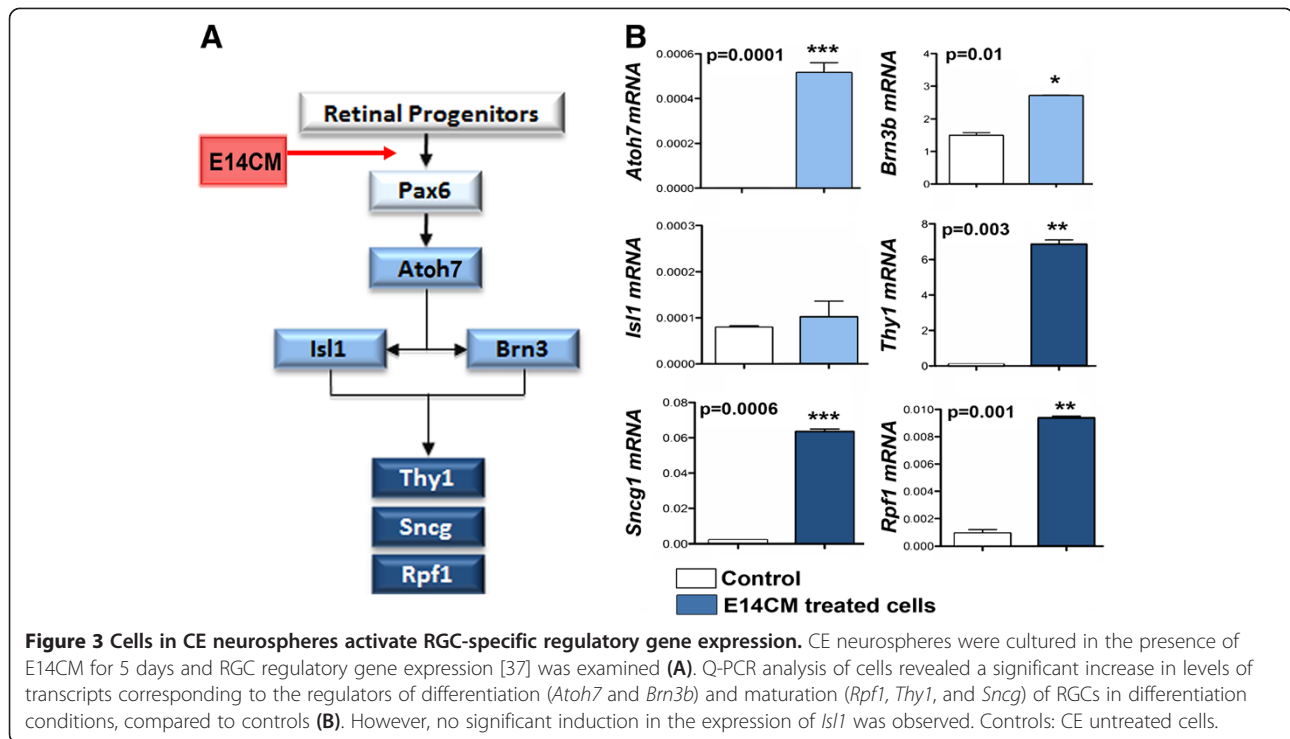 A
Retinal Progenitors
E14CM
Pax6
Atoh7
Isl1
Brn3
Thy1
Sncg
Rpf1
B
Atoh7 mRNA
0.0006
0.0004
0.0002
0.0000
p=0.0001
***
Brn3b mRNA
4
3
2
1
0
p=0.01
*
Isl1 mRNA
0.0003
0.0002
0.0001
0.0000
Thy1 mRNA
8
6
4
2
0
p=0.003
**
Sncg1 mRNA
0.08
0.06
0.04
0.02
0.00
p=0.0006
***
Rpf1 mRNA
0.010
0.008
0.006
0.004
0.002
0.000
p=0.001
**
Control
E14CM treated cells
Figure 3 Cells in CE neurospheres activate RGC-specific regulatory gene expression. CE neurospheres were cultured in the presence of
E14CM for 5 days and RGC regulatory gene expression [37] was examined (A). Q-PCR analysis of cells revealed a significant increase in levels of
transcripts corresponding to the regulators of differentiation (Atoh7 and Brn3b) and maturation (Rpf1, Thy1, and Sncg) of RGCs in differentiation
conditions, compared to controls (B). However, no significant induction in the expression of Isl1 was observed. Controls: CE untreated cells.